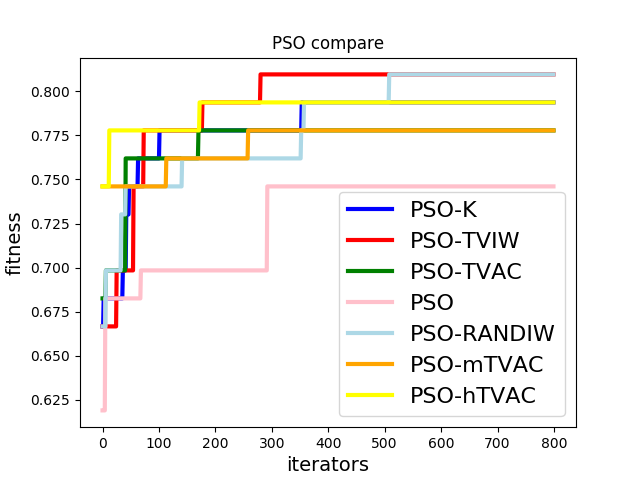 PSO compare
fitness
0.800
0.775
0.750
0.725
0.700
0.675
0.650
0.625
PSO-K
PSO-TVIW
PSO-TVAC
PSO
PSO-RANDIW
PSO-mTVAC
PSO-hTVAC
0 100 200 300 400 500 600 700 800
iterators